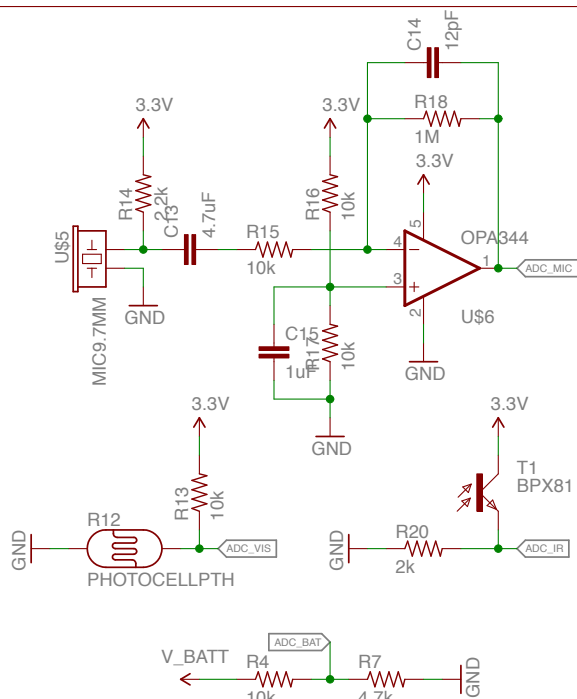 C14
12pF
3.3V
3.3V
R18
1M
3.3V
R14
2.2k
C13
4.7uF
R16
10k
5
OPA344
U$5
R15
10k
4
1
ADC_MIC
3
MIC9.7MM
GND
2
U$6
C15
1uF
R17
10k
GND
GND
3.3V
3.3V
T1
BPX81
R13
10k
R12
GND
ADC_VIS
PHOTOCELLPTH
R20
GND
2k
ADC_IR
ADC_BAT
V_BATT
R4
10k
R7
4.7k
GND